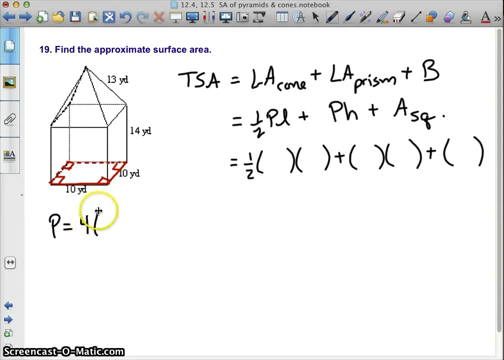 12.4, 12.5   SA of pyramids & cones.notebook
19. Find the approximate surface area.
13 yd
14 yd
10 yd
10 yd
TSA = LA cone + LA prism + B
= 1/2 Pl + Ph + A sq.
= 1/2 (   )(   ) + (   )(   ) + (   )
P = 4(
Screencast-O-Matic.com